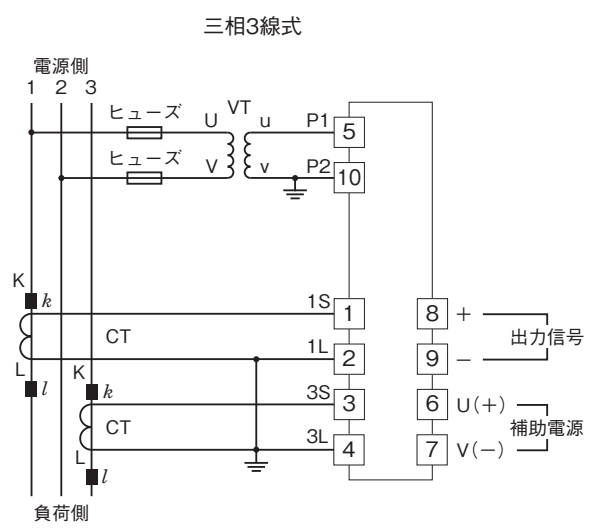 三相3線式
電源側
1 2 3
ヒューズ
U VT u P1 5
ヒューズ
V v P2 10
K k
1S 1 8 +
CT
出力信号
1L 2 9 −
L l
K k
3S 3 6 U(+)
CT
補助電源
3L 4 7 V(−)
L l
負荷側